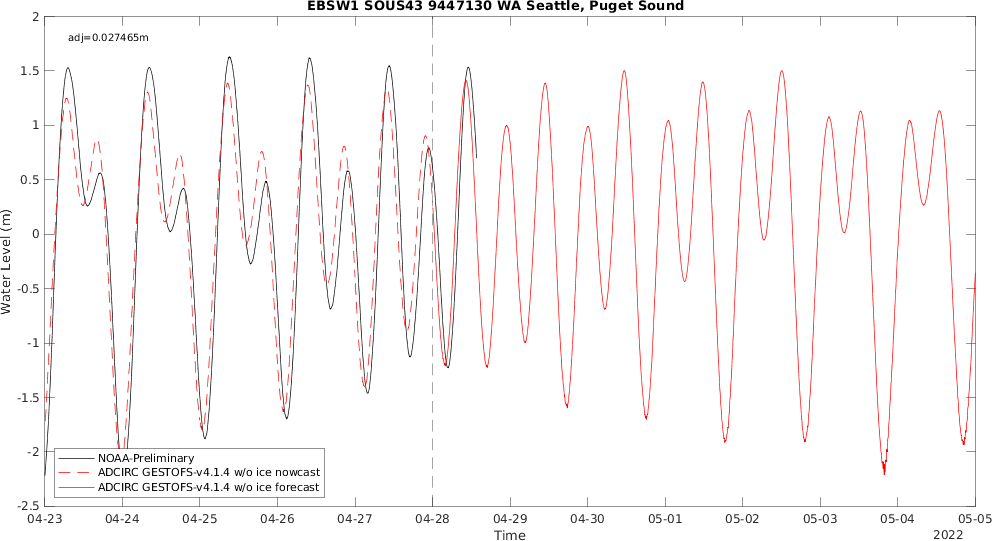 EBSW1 SOUS43 9447130 WA Seattle, Puget Sound
adj=0.027465m
2
1.5
1
0.5
0
-0.5
-1
-1.5
-2
-2.5
Water Level (m)
NOAA-Preliminary
ADCIRC GESTOFS-v4.1.4 w/o ice nowcast
ADCIRC GESTOFS-v4.1.4 w/o ice forecast
04-23 04-24 04-25 04-26 04-27 04-28 04-29 04-30 05-01 05-02 05-03 05-04 05-05
Time
2022